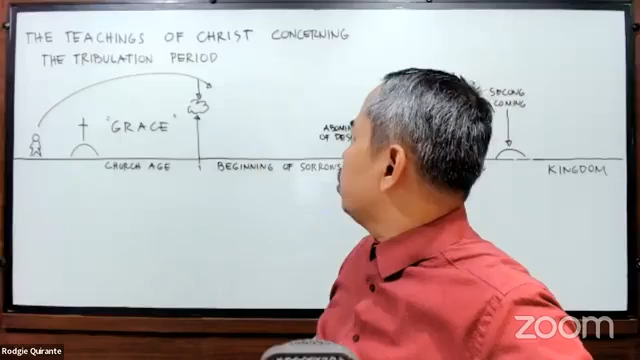 THE TEACHINGS OF CHRIST CONCERNING
THE TRIBULATION PERIOD
"GRACE"
SECOND
COMING
OF
CHURCH AGE
BEGINNING OF SORROWS
KINGDOM
Rodgie Quirante
zoom